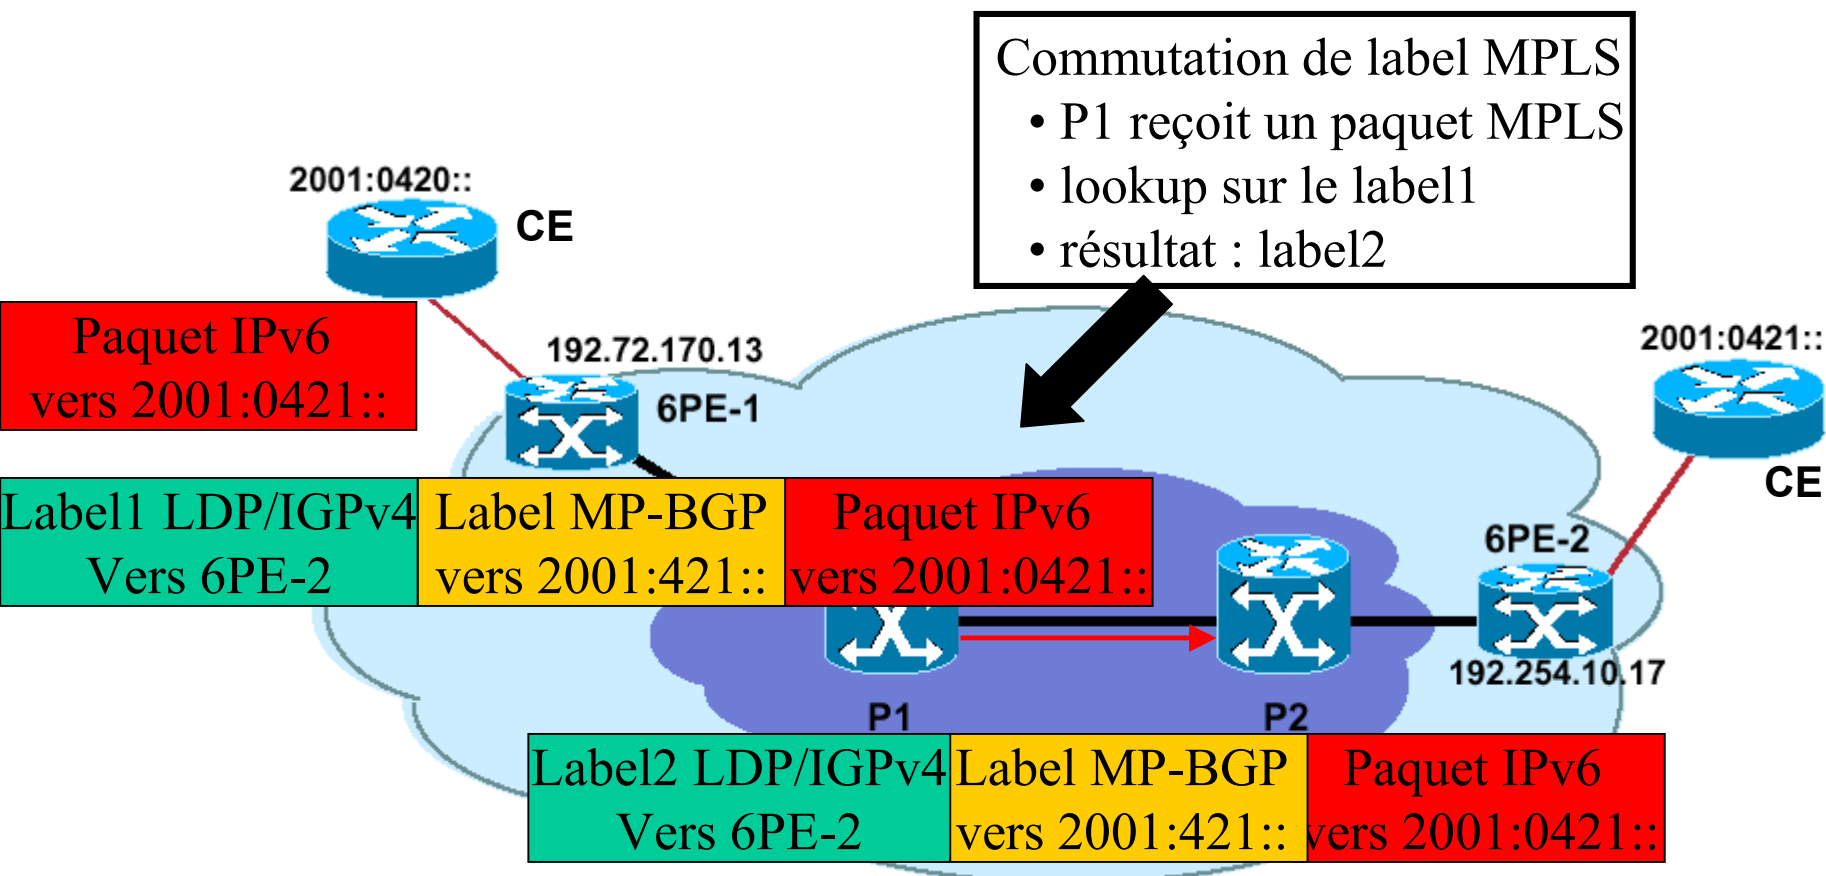 Commutation de label MPLS
• P1 reçoit un paquet MPLS
• lookup sur le label1
• résultat : label2
2001:0420::
CE
Paquet IPv6
vers 2001:0421::
192.72.170.13
6PE-1
2001:0421::
CE
Label1 LDP/IGPv4
Vers 6PE-2
Label MP-BGP
vers 2001:421::
Paquet IPv6
vers 2001:0421::
6PE-2
192.254.10.17
P1
P2
Label2 LDP/IGPv4
Vers 6PE-2
Label MP-BGP
vers 2001:421::
Paquet IPv6
vers 2001:0421::